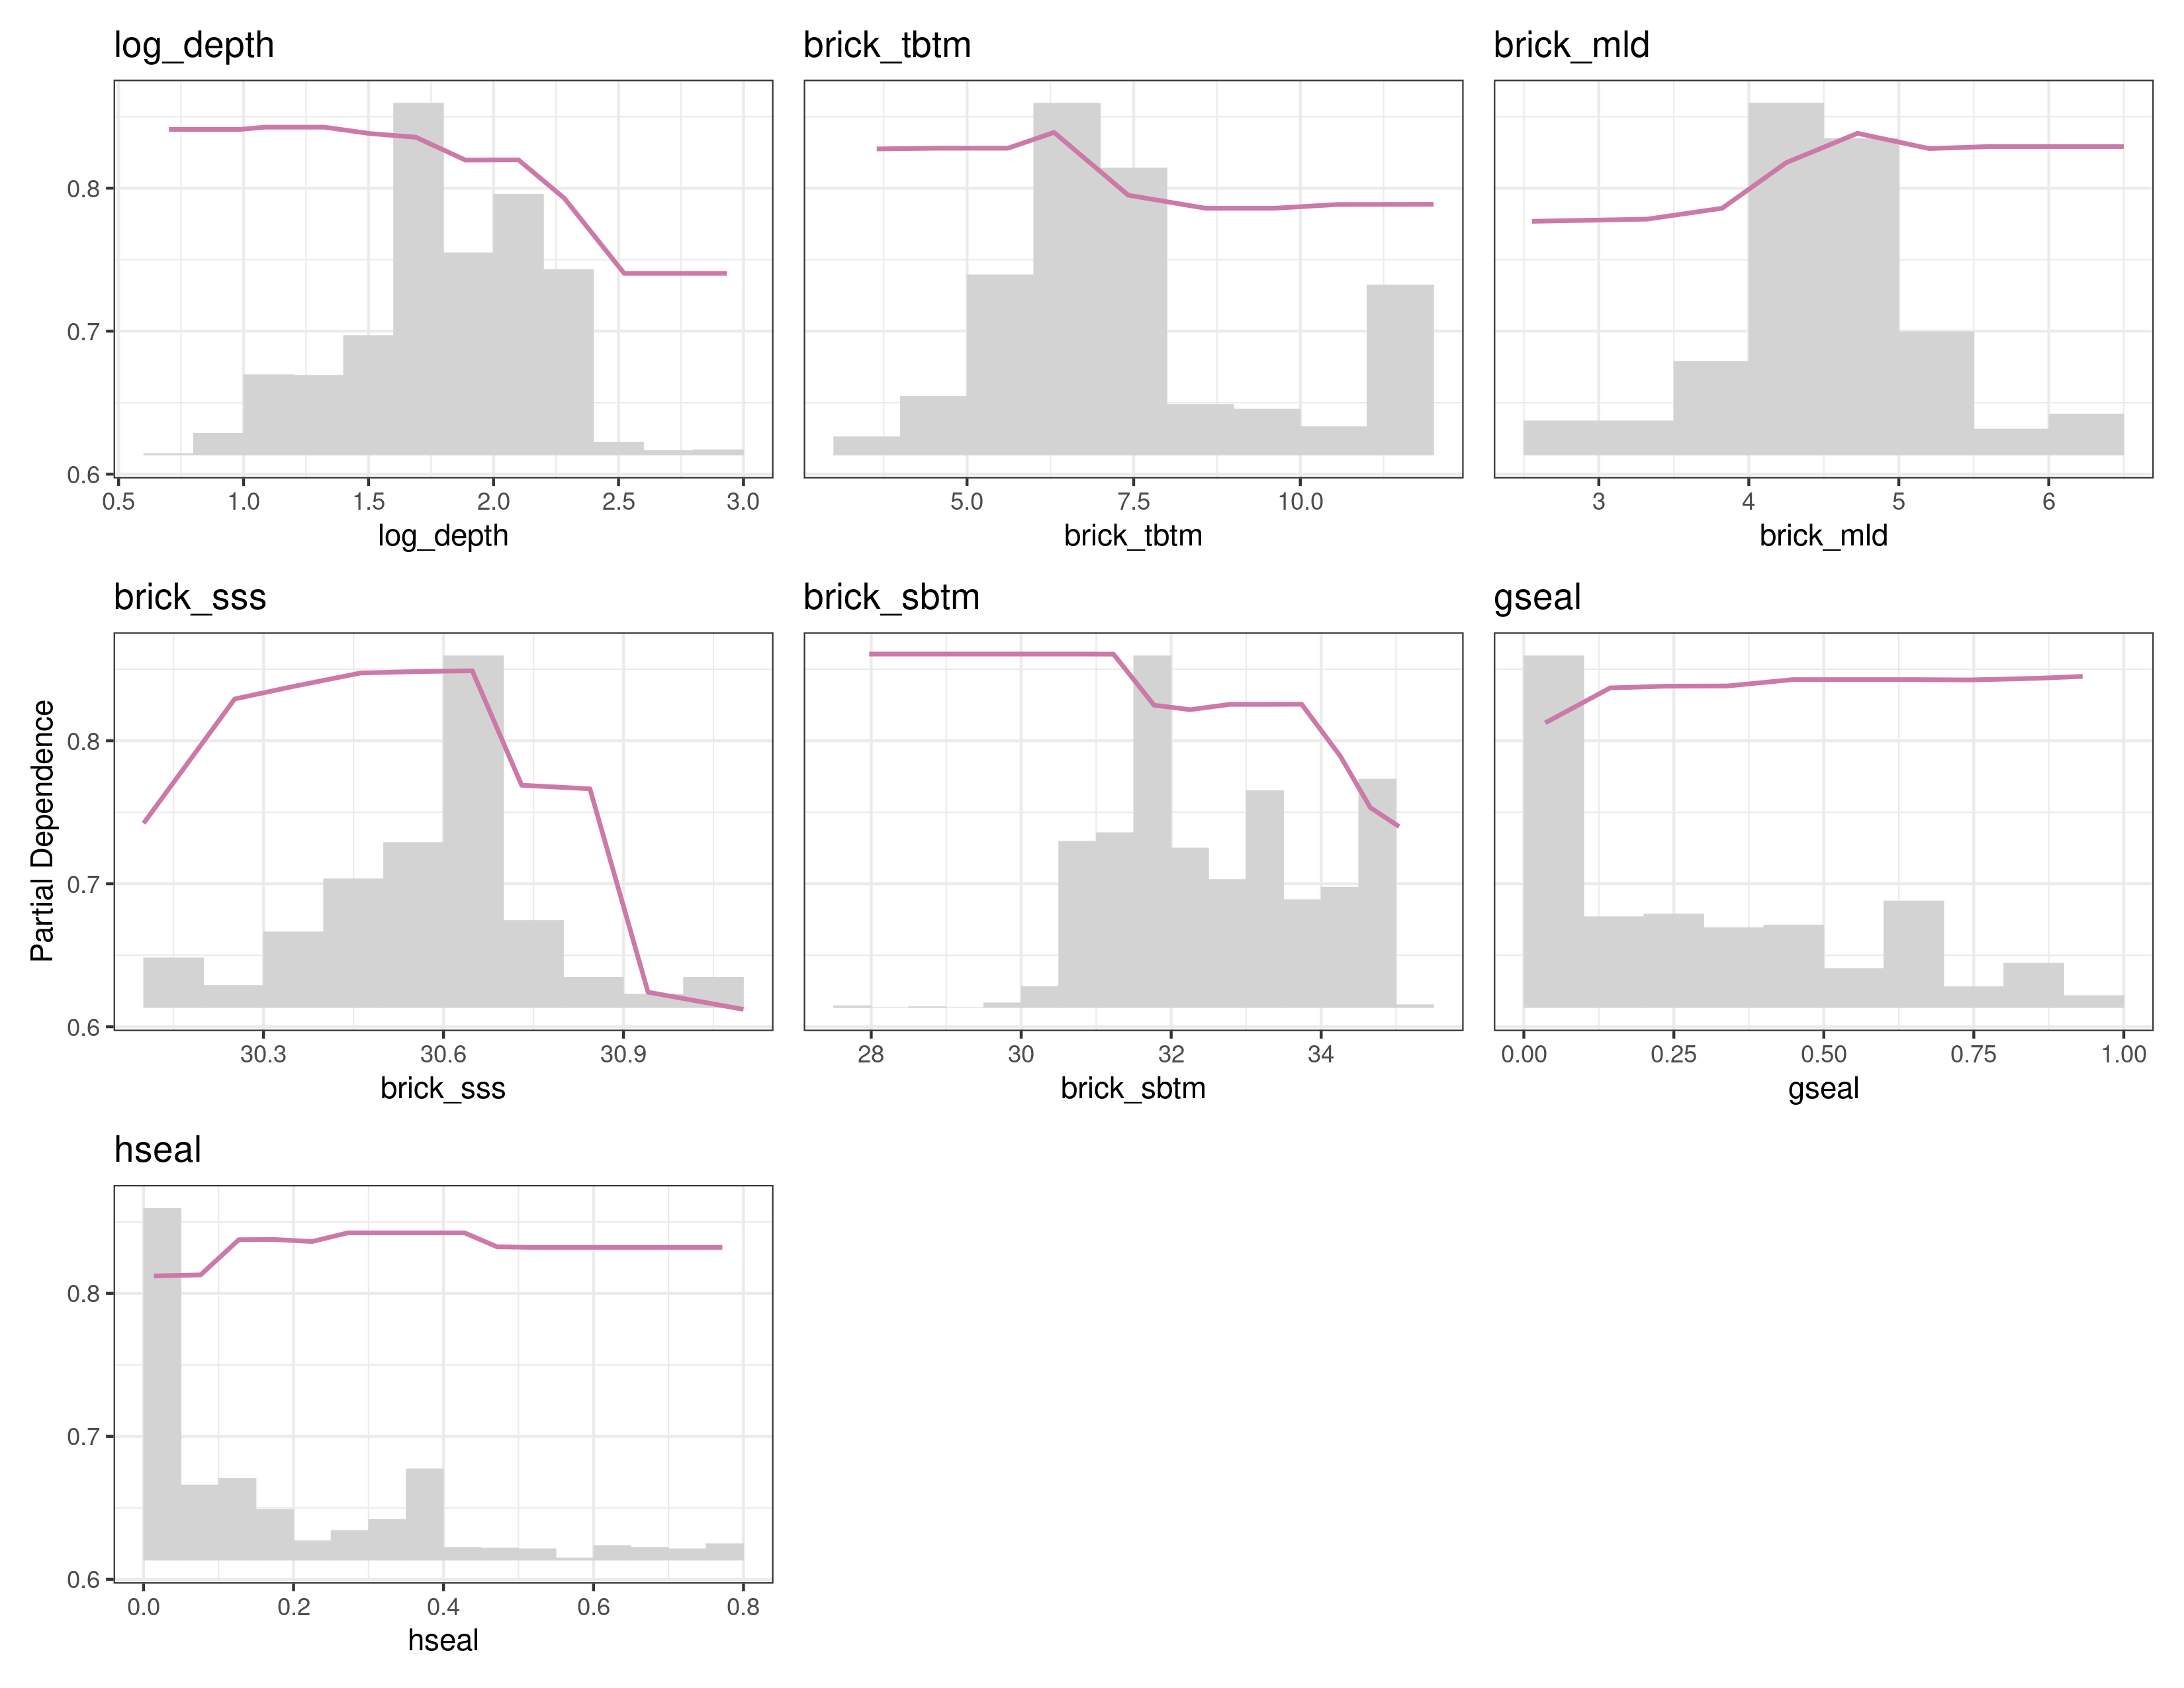 log_depth
brick_tbtm
brick_mld
0.8
0.7
0.6
0.5 1.0 1.5 2.0 2.5 3.0
5.0 7.5 10.0
3 4 5 6
log_depth
brick_tbtm
brick_mld
brick_sss
brick_sbtm
gseal
Partial Dependence
0.8
0.7
0.6
30.3 30.6 30.9
28 30 32 34
0.00 0.25 0.50 0.75 1.00
brick_sss
brick_sbtm
gseal
hseal
0.8
0.7
0.6
0.0 0.2 0.4 0.6 0.8
hseal